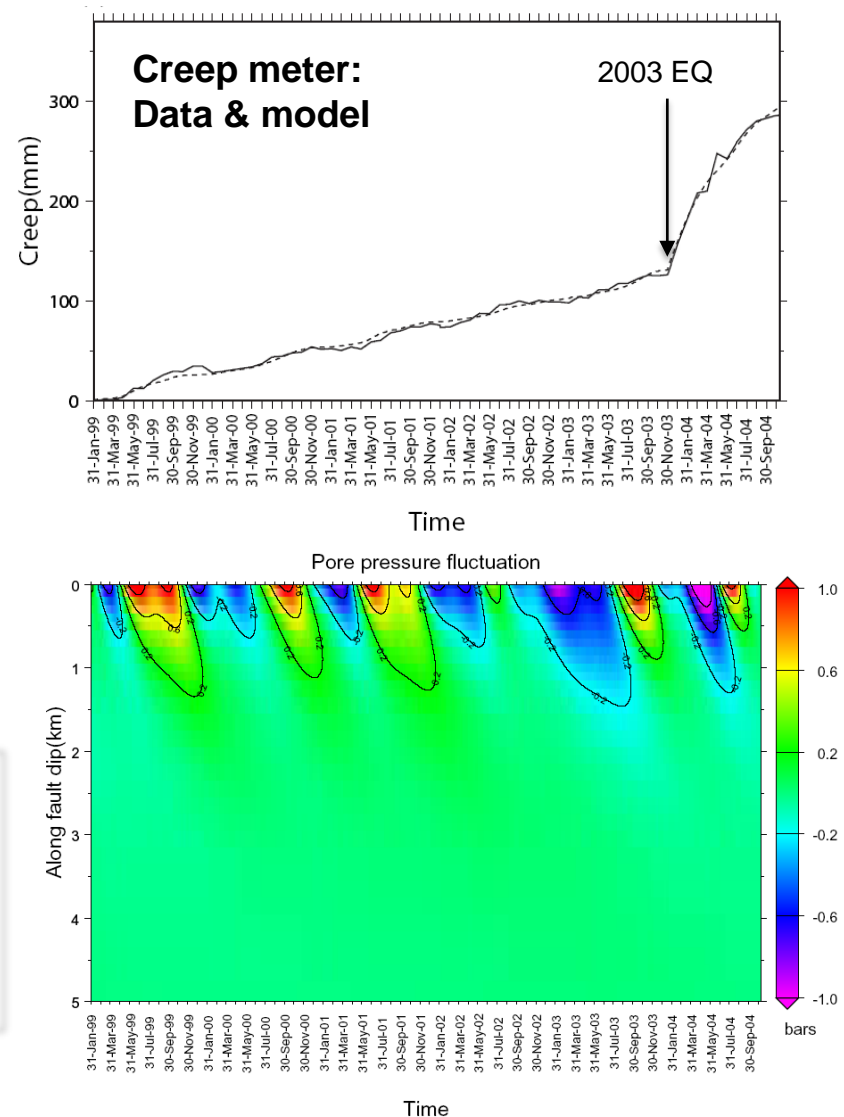 Creep meter:
Data & model
2003 EQ
Creep(mm)
300
200
100
0
31-Jan-99
31-Mar-99
31-May-99
31-Jul-99
30-Sep-99
30-Nov-99
31-Jan-00
31-Mar-00
31-May-00
31-Jul-00
30-Sep-00
30-Nov-00
31-Jan-01
31-Mar-01
31-May-01
31-Jul-01
30-Sep-01
30-Nov-01
31-Jan-02
31-Mar-02
31-May-02
31-Jul-02
30-Sep-02
30-Nov-02
31-Jan-03
31-Mar-03
31-May-03
31-Jul-03
30-Sep-03
30-Nov-03
31-Jan-04
31-Mar-04
31-May-04
31-Jul-04
30-Sep-04
Time
Pore pressure fluctuation
Along fault dip(km)
0
1
2
3
4
5
1.0
0.6
0.2
-0.2
-0.6
-1.0
bars
31-Jan-99
31-Mar-99
31-May-99
31-Jul-99
30-Sep-99
30-Nov-99
31-Jan-00
31-Mar-00
31-May-00
31-Jul-00
30-Sep-00
30-Nov-00
31-Jan-01
31-Mar-01
31-May-01
31-Jul-01
30-Sep-01
30-Nov-01
31-Jan-02
31-Mar-02
31-May-02
31-Jul-02
30-Sep-02
30-Nov-02
31-Jan-03
31-Mar-03
31-May-03
31-Jul-03
30-Sep-03
30-Nov-03
31-Jan-04
31-Mar-04
31-May-04
31-Jul-04
30-Sep-04
Time